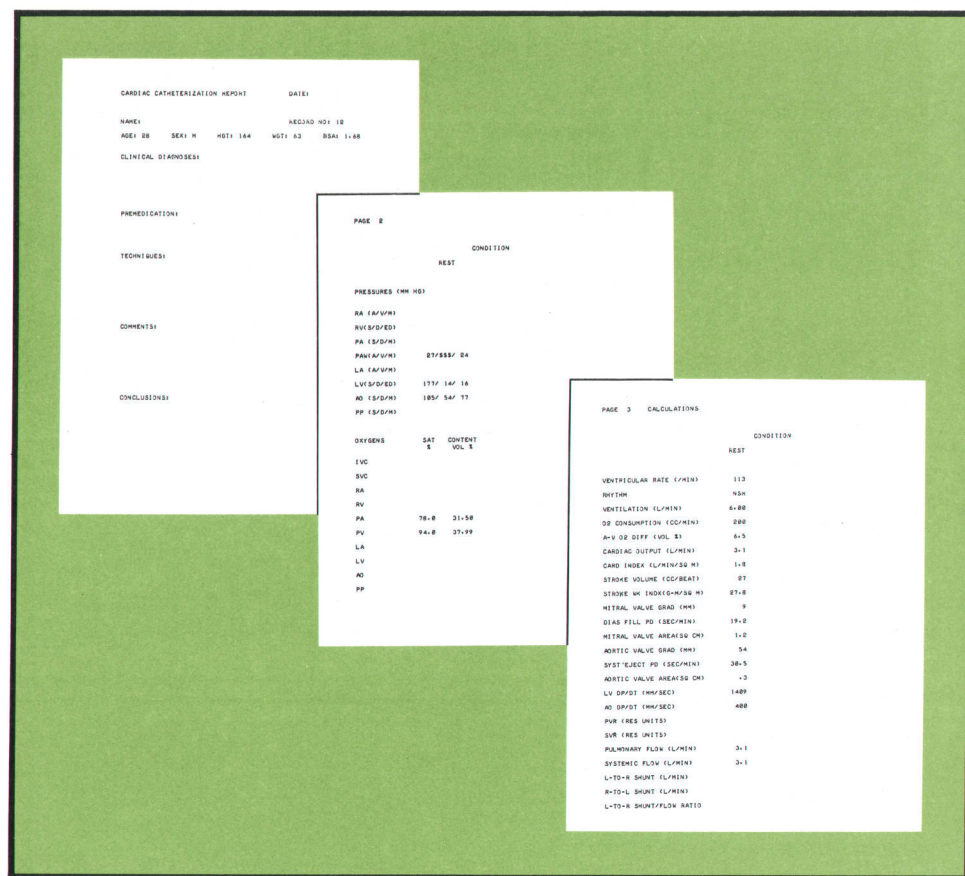 CARDIAC CATHETERIZATION REPORT DATE:
NAME: RECORD NO: 10
AGE: 28 SEX: M HGT: 164 WGT: 63 BSA: 1.68
CLINICAL DIAGNOSES:
PREMEDICATION:
TECHNIQUES:
COMMENTS:
CONCLUSIONS:
PAGE 2
CONDITION
REST
PRESSURES (MM HG)
RA (A/V/M)
RV(S/D/ED)
PA (S/D/M)
PAW(A/V/M) 27/$$$/ 24
LA (A/V/M)
LV(S/D/ED) 177/ 14/ 16
AO (S/D/M) 105/ 54/ 77
PP (S/D/M)
OXYGENS SAT CONTENT
% VOL %
IVC
SVC
RA
RV
PA 78.0 31.50
PV 94.0 37.99
LA
LV
AO
PP
PAGE 3 CALCULATIONS
CONDITION
REST
VENTRICULAR RATE (/MIN) 113
RHYTHM NSR
VENTILATION (L/MIN) 6.00
O2 CONSUMPTION (CC/MIN) 200
A-V O2 DIFF (VOL %) 6.5
CARDIAC OUTPUT (L/MIN) 3.1
CARD INDEX (L/MIN/SQ M) 1.8
STROKE VOLUME (CC/BEAT) 27
STROKE WK INDX(G-M/SQ M) 27.8
MITRAL VALVE GRAD (MM) 9
DIAS FILL PD (SEC/MIN) 19.2
MITRAL VALVE AREA(SQ CM) 1.2
AORTIC VALVE GRAD (MM) 54
SYST'EJECT PD (SEC/MIN) 30.5
AORTIC VALVE AREA(SQ CM) .3
LV DP/DT (MM/SEC) 1409
AO DP/DT (MM/SEC) 400
PVR (RES UNITS)
SVR (RES UNITS)
PULMONARY FLOW (L/MIN) 3.1
SYSTEMIC FLOW (L/MIN) 3.1
L-TO-R SHUNT (L/MIN)
R-TO-L SHUNT (L/MIN)
L-TO-R SHUNT/FLOW RATIO